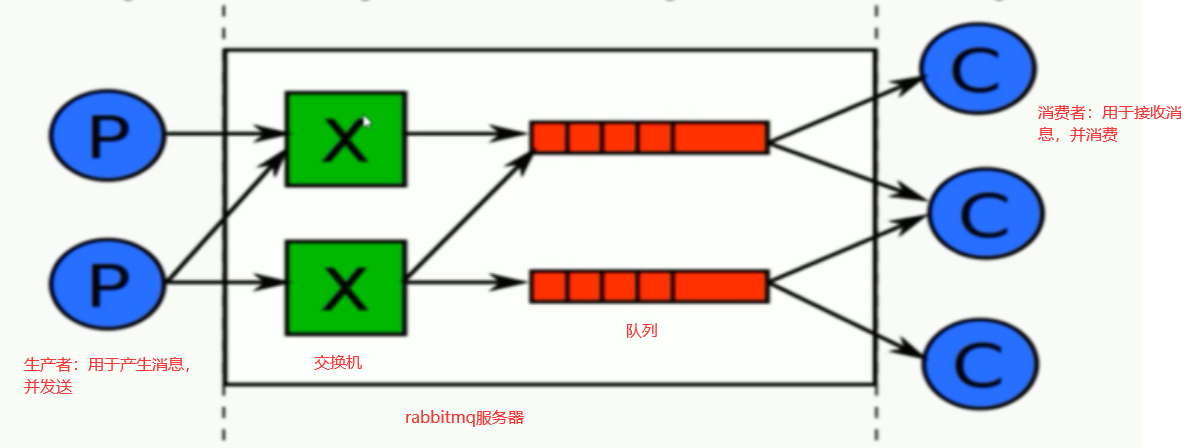 P
X
C
消费者：用于接收消
息，并消费
C
P
X
C
队列
生产者：用于产生消息，
并发送
交换机
rabbitmq服务器